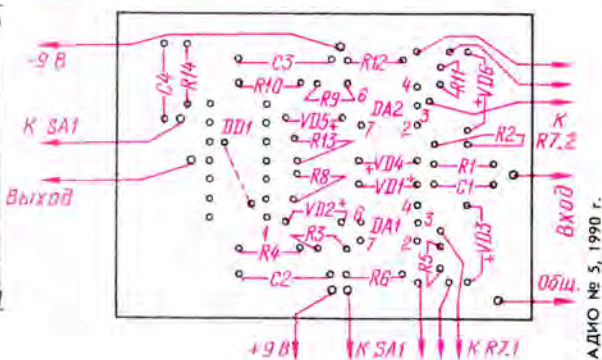 -9 В
К SA1
Выход
C4
R14
C3
R12
R10
R9
6
DA2
4
3
R11
+VD6
DD1
VD5+
7
2
R2
К
R7.2
R13
+VD4
R1
R8
VD1+
C1
Вход
VD2+
6
4
1
R3
DA1
3
+VD3
R4
7
2
R5
C2
R6
Общ.
+9 В
К SA1
К R7.1
АДИО № 5, 1990 г.